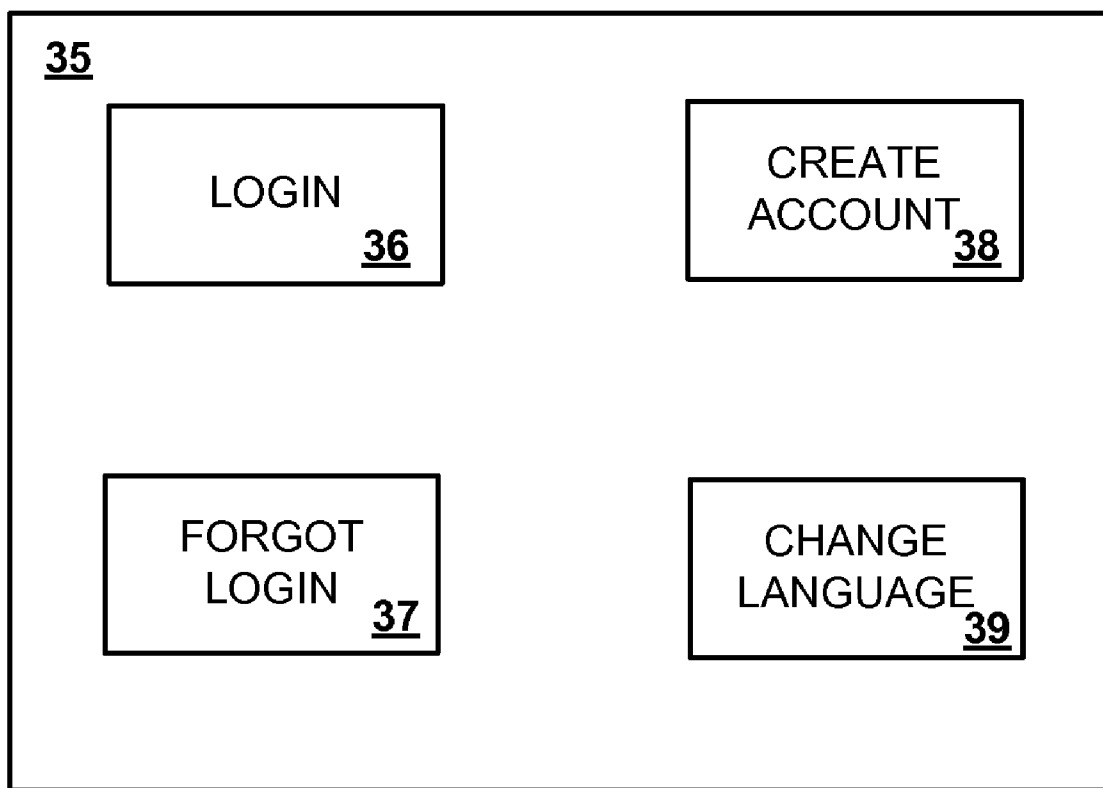 35
LOGIN
36
CREATE
ACCOUNT
38
FORGOT
LOGIN
37
CHANGE
LANGUAGE
39